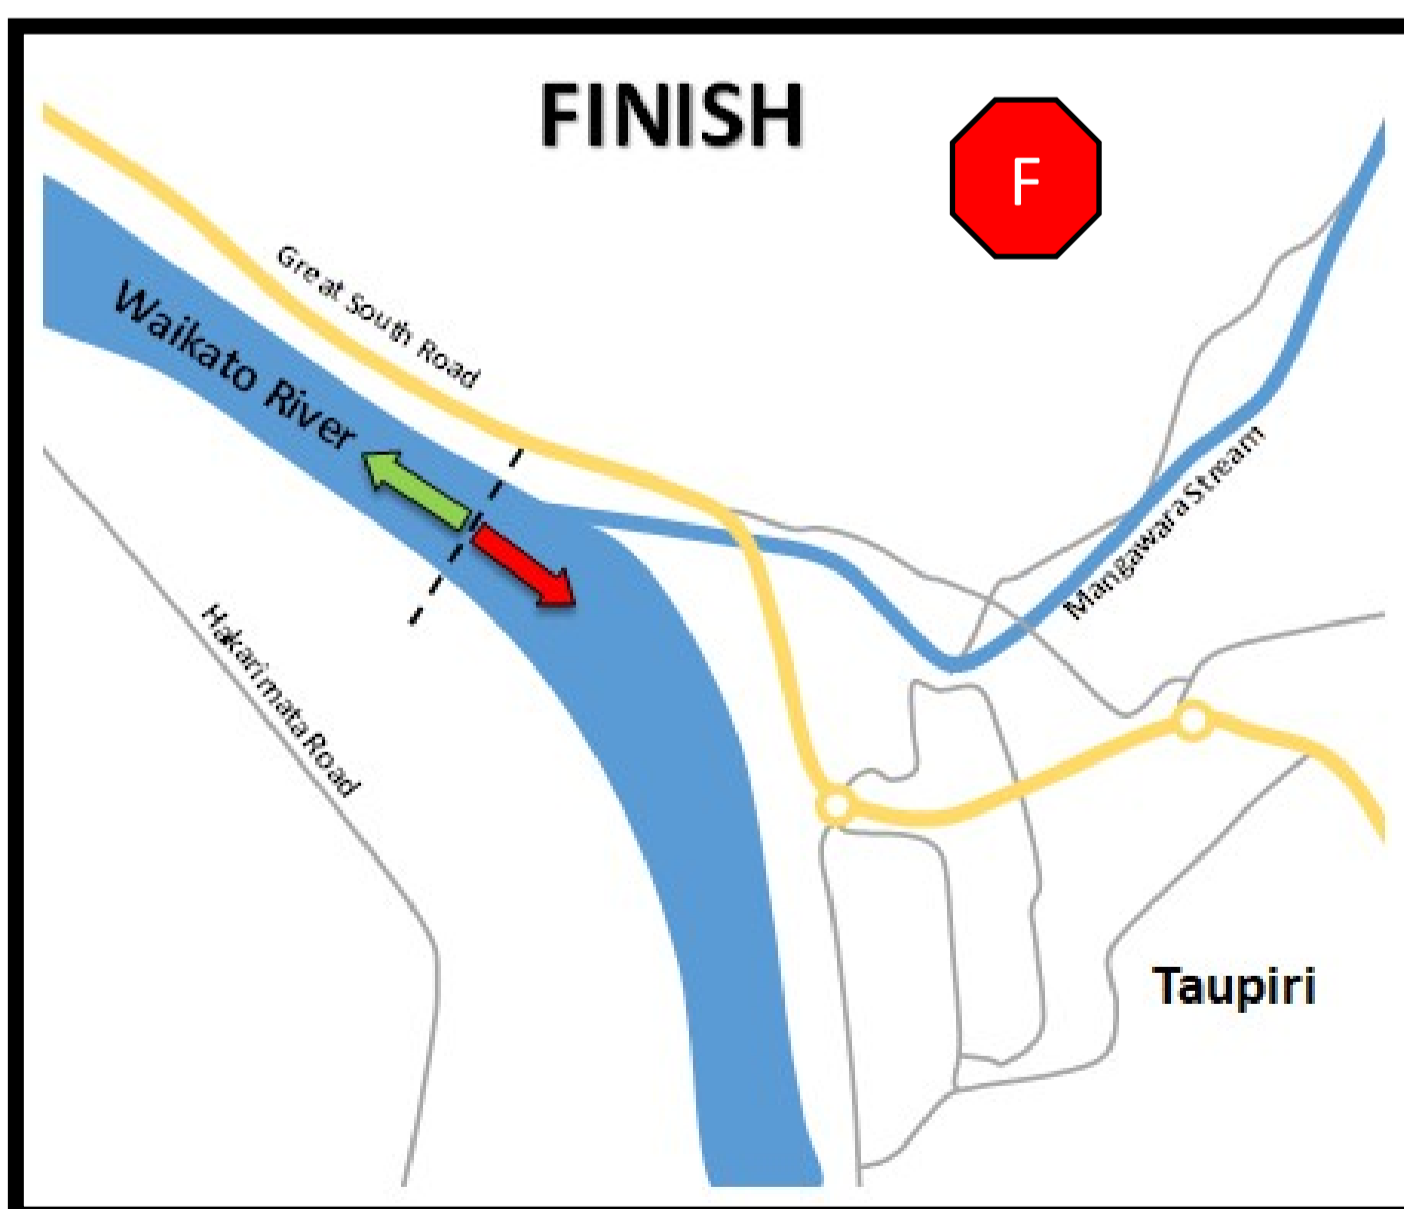 FINISH
F
Great South Road
Waikato River
Mangawara Stream
Hakarimata Road
Taupiri